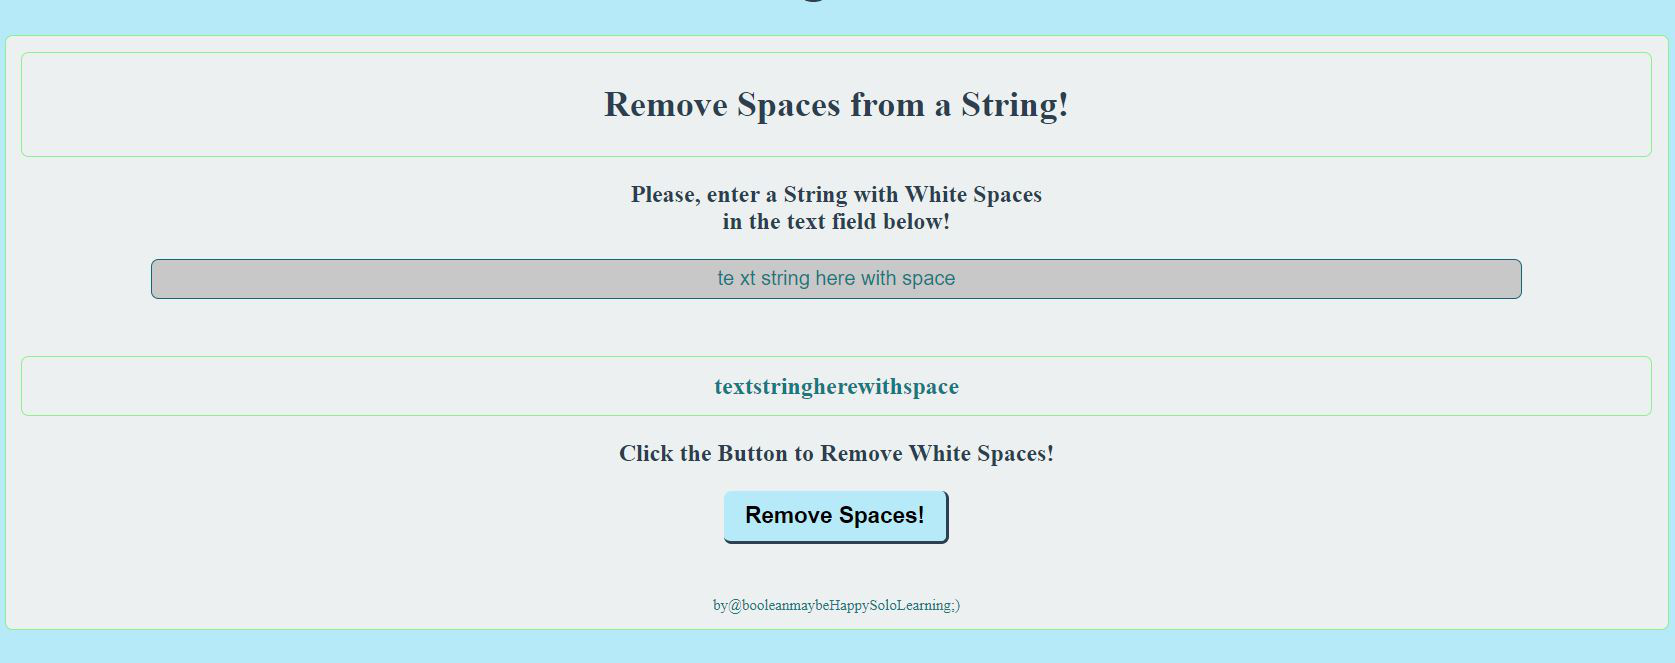 Remove Spaces from a String!
Please, enter a String with White Spaces
in the text field below!
te xt string here with space
textstringherewithspace
Click the Button to Remove White Spaces!
Remove Spaces!
by@booleanmaybeHappySoloLearning;)